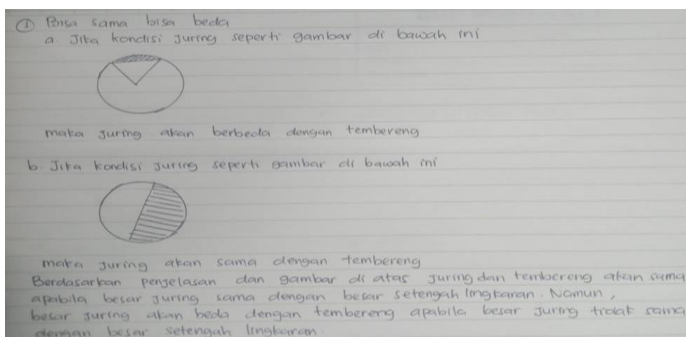 ① Bisa sama bisa beda
a. Jika kondisi juring seperti gambar di bawah ini
maka juring akan berbeda dengan tembereng
b. Jika kondisi juring seperti gambar di bawah ini
maka juring akan sama dengan tembereng
Berdasarkan penjelasan dan gambar di atas juring dan tembereng akan sama
apabila besar juring sama dengan besar setengah lingkaran. Namun,
besar juring akan beda dengan tembereng apabila besar juring tidak sama
dengan besar setengah lingkaran.